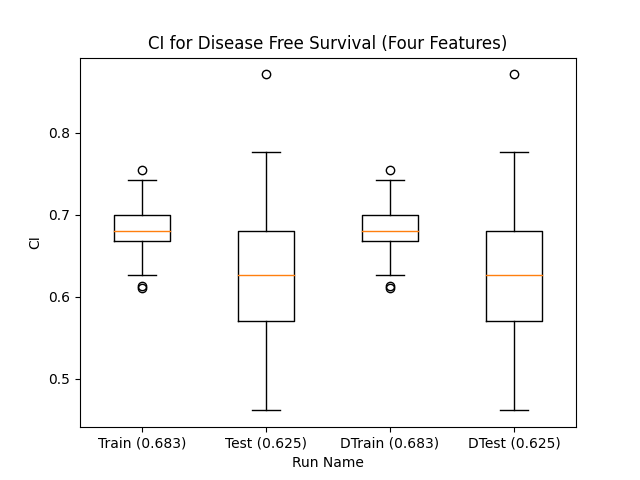 CI for Disease Free Survival (Four Features)
0.8
0.7
0.6
0.5
CI
Train (0.683) Test (0.625) DTrain (0.683) DTest (0.625)
Run Name